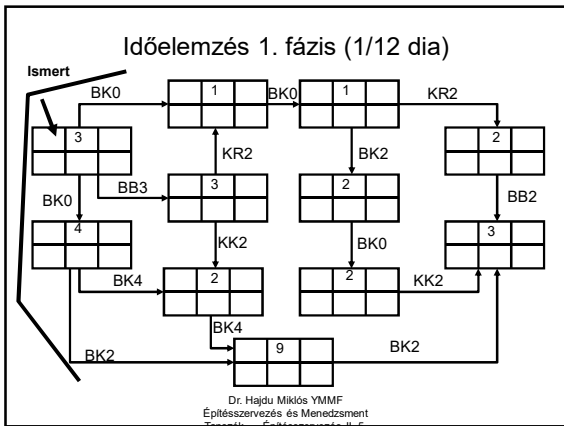 Időelemzés 1. fázis (1/12 dia)
Ismert
BK0
1
BK0
1
KR2
3
KR2
BK2
2
BB3
3
2
BB2
BK0
KK2
BK0
4
2
2
KK2
3
BK4
BK4
BK2
9
BK2
Dr. Hajdu Miklós YMMF
Építésszervezés és Menedzsment